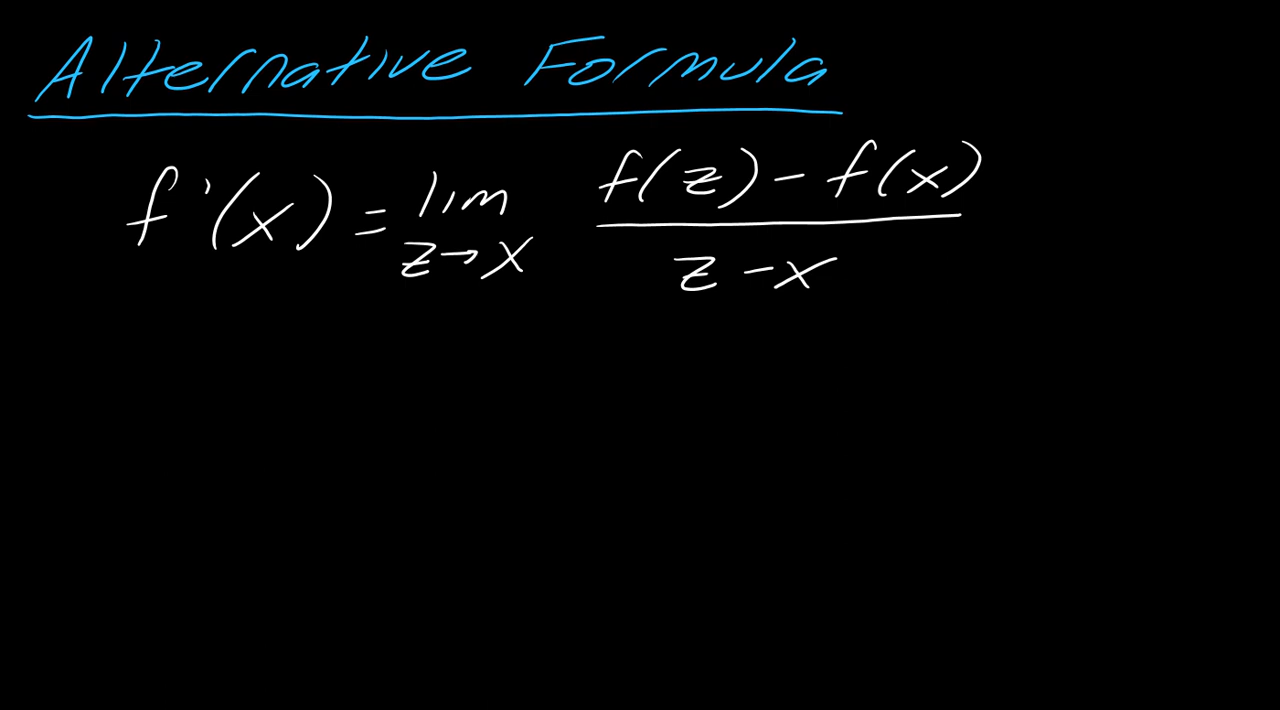 Alternative Formula
f'(x) = lim z→x f(z) - f(x) / z - x